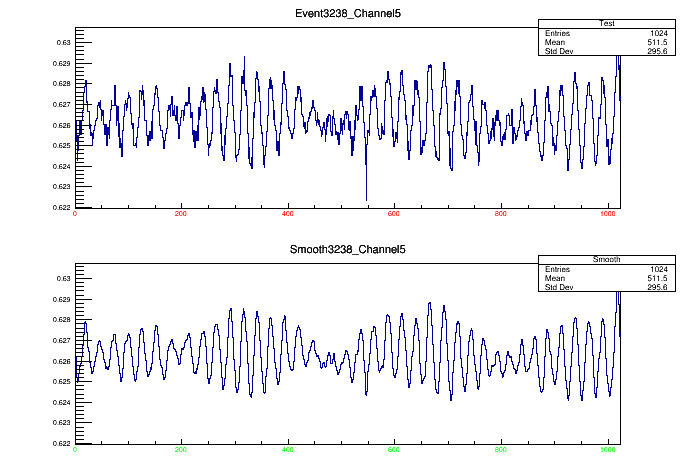 Event3238_Channel5
Test
Entries 1024
Mean 511.5
Std Dev 295.6
0.63
0.629
0.628
0.627
0.626
0.625
0.624
0.623
0.622
0 200 400 600 800 1000
Smooth3238_Channel5
Smooth
Entries 1024
Mean 511.5
Std Dev 295.6
0.63
0.629
0.628
0.627
0.626
0.625
0.624
0.623
0.622
0 200 400 600 800 1000